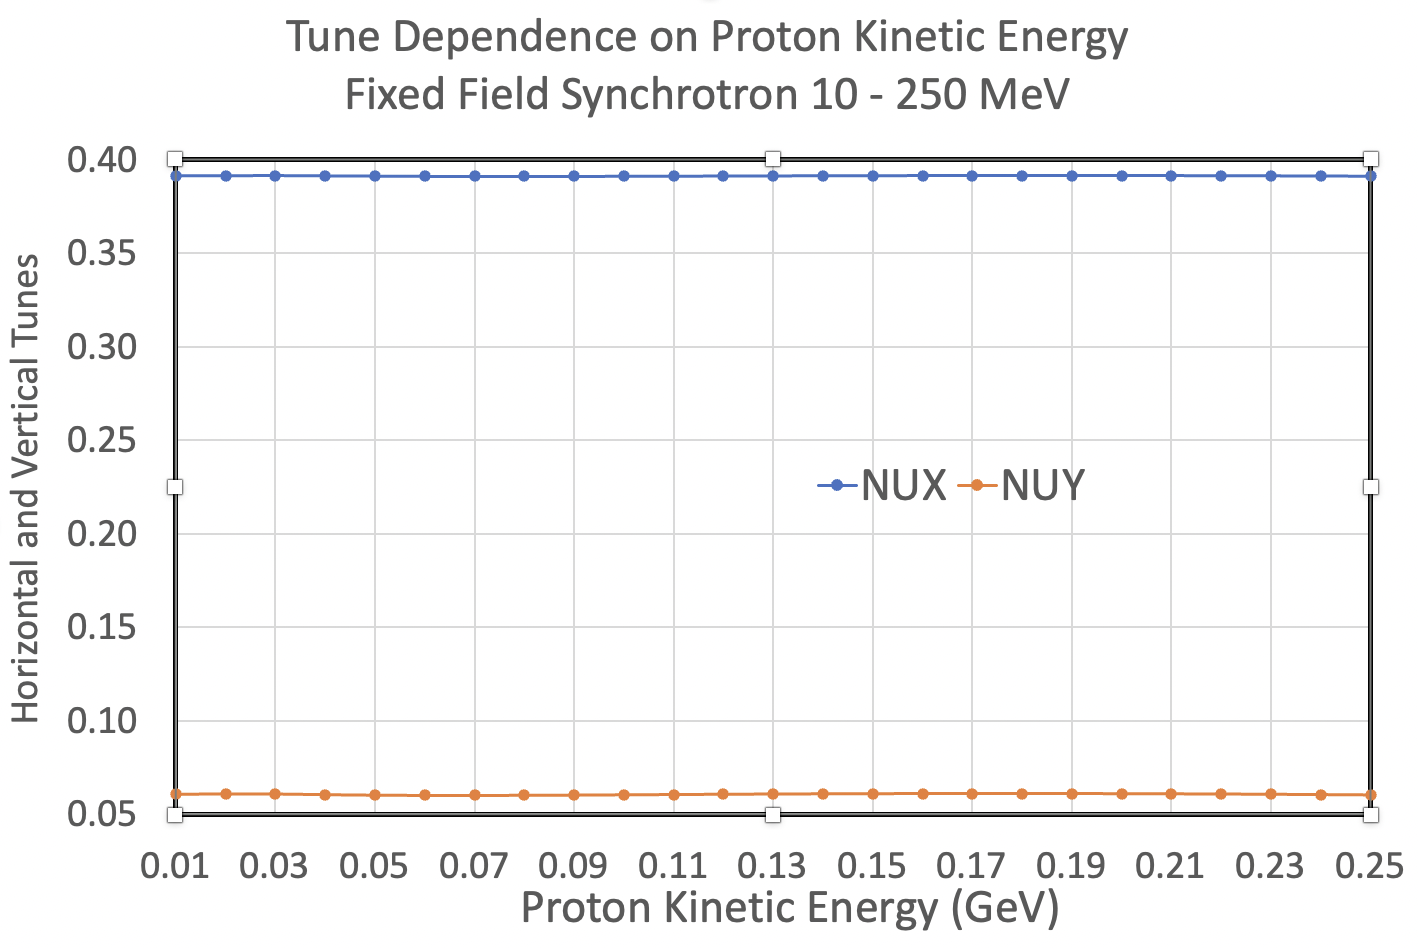 Tune Dependence on Proton Kinetic Energy
Fixed Field Synchrotron 10 - 250 MeV
Horizontal and Vertical Tunes
0.40
0.35
0.30
0.25
0.20
0.15
0.10
0.05
NUX NUY
0.01 0.03 0.05 0.07 0.09 0.11 0.13 0.15 0.17 0.19 0.21 0.23 0.25
Proton Kinetic Energy (GeV)